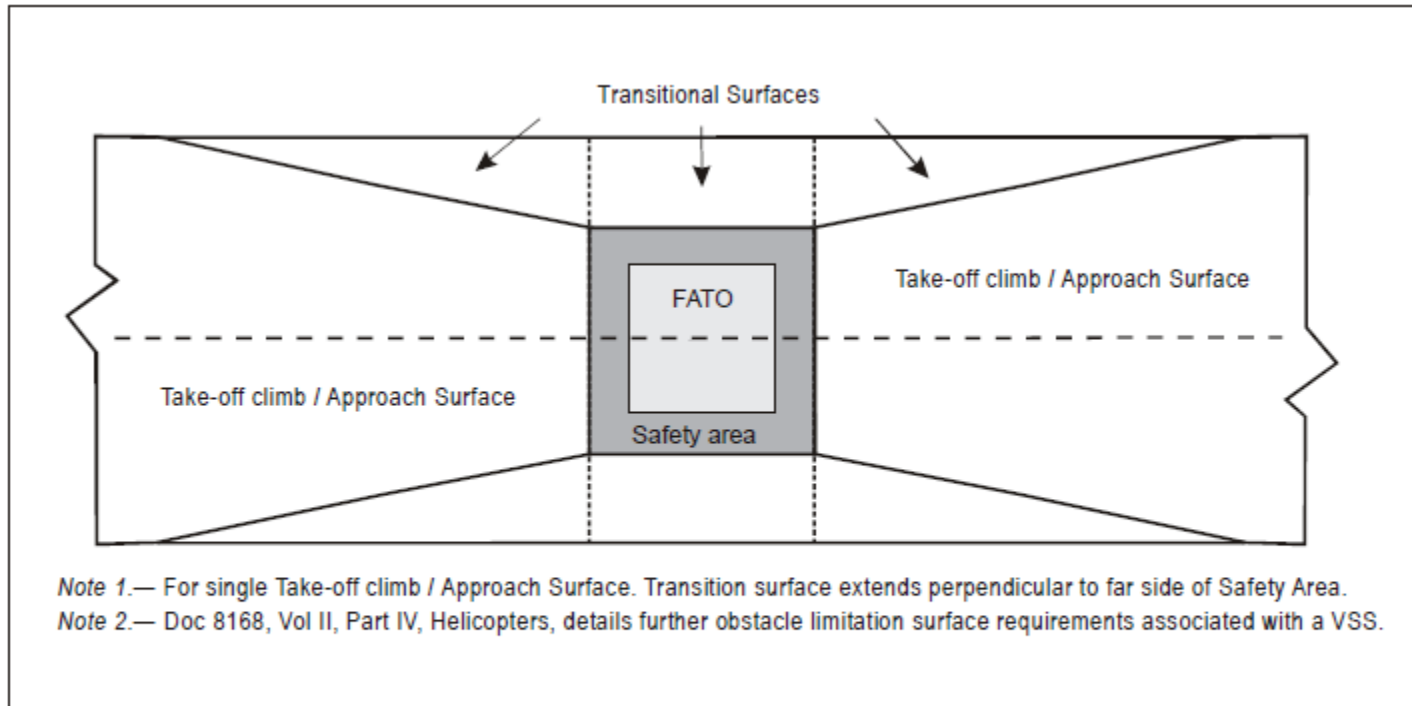 Transitional Surfaces
Take-off climb / Approach Surface
FATO
Take-off climb / Approach Surface
Safety area
Note 1.— For single Take-off climb / Approach Surface. Transition surface extends perpendicular to far side of Safety Area.
Note 2.— Doc 8168, Vol II, Part IV, Helicopters, details further obstacle limitation surface requirements associated with a VSS.